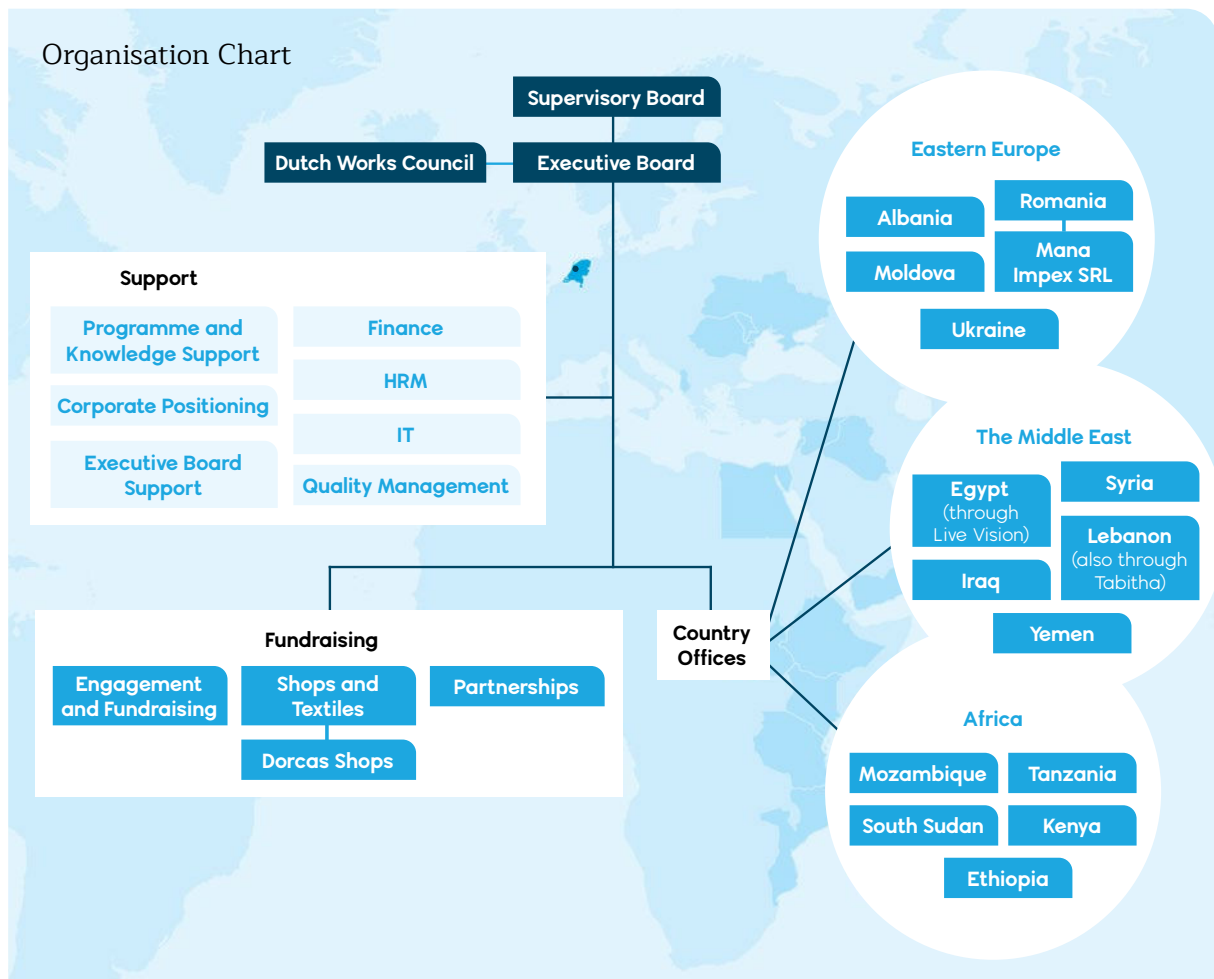 Organisation Chart
Supervisory Board
Dutch Works Council
Executive Board
Support
Programme and
Knowledge Support
Corporate Positioning
Executive Board
Support
Finance
HRM
IT
Quality Management
Fundraising
Engagement
and Fundraising
Shops and
Textiles
Dorcas Shops
Partnerships
Country
Offices
Eastern Europe
Albania
Moldova
Romania
Mana
Impex SRL
Ukraine
The Middle East
Egypt
(through
Live Vision)
Iraq
Syria
Lebanon
(also through
Tabitha)
Yemen
Africa
Mozambique
Tanzania
South Sudan
Kenya
Ethiopia